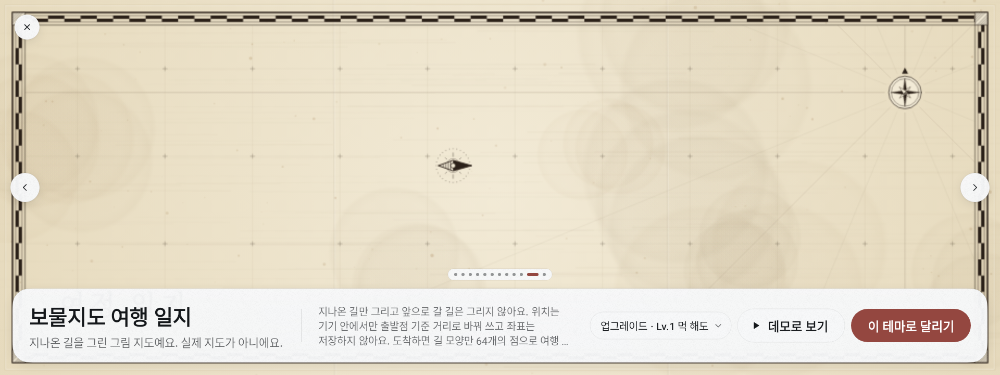 보물지도 여행 일지
지나온 길을 그린 그림 지도예요. 실제 지도가 아니에요.
지나온 길만 그리고 앞으로 갈 길은 그리지 않아요. 위치는
기기 안에서만 출발점 기준 거리로 바꿔 쓰고 좌표는
저장하지 않아요. 도착하면 길 모양만 64개의 점으로 여행 ...
업그레이드 · Lv.1 먹 해도
데모로 보기
이 테마로 달리기